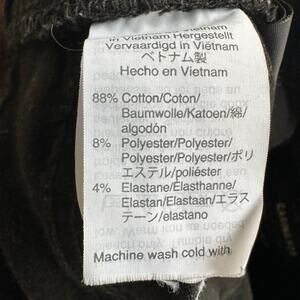 in Vietnam Hergestellt
Vervaardigd in Viëtnam
ベトナム製
Hecho en Vietnam
88% Cotton/Coton/
Baumwolle/Katoen/綿/
algodón
8% Polyester/Polyester/
Polyester/Polyester/ポリ
エステル/poliéster
4% Elastane/Élasthanne/
Elastan/Elastaan/エラス
テーン/elastano
Machine wash cold with